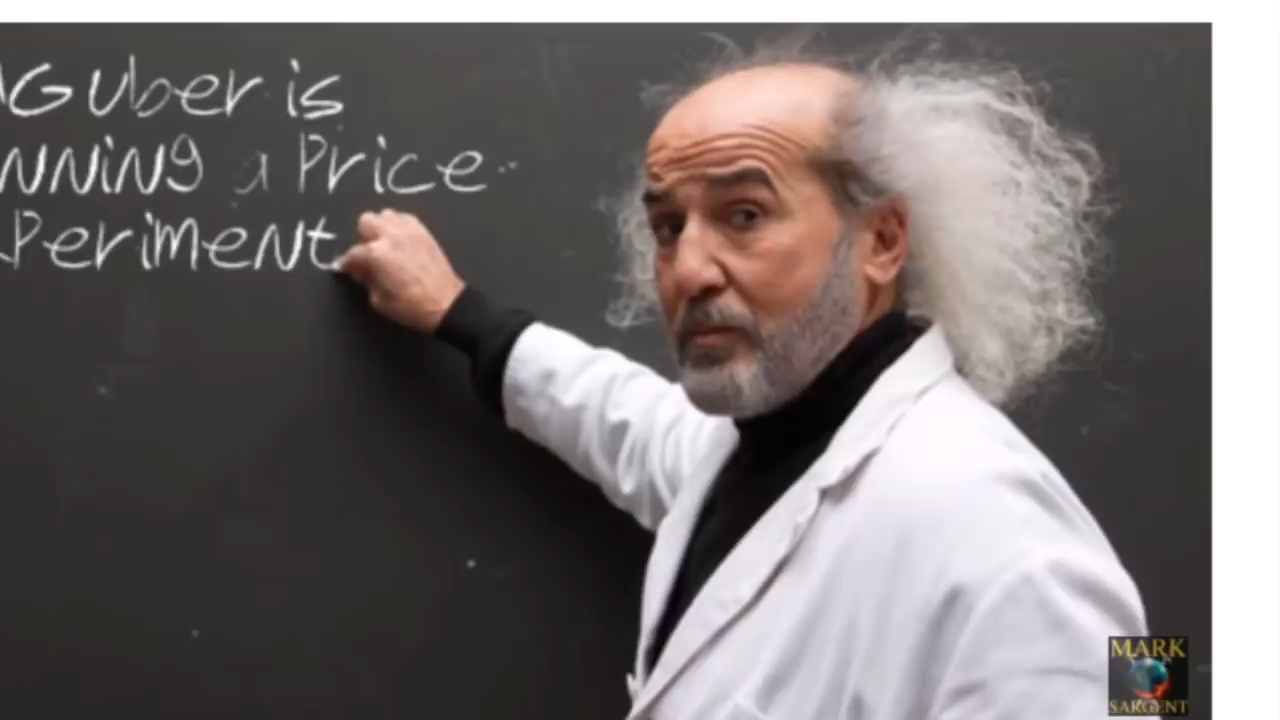 G Uber is
NNiNg a Price
PeriMeNt
MARK
SARGENT